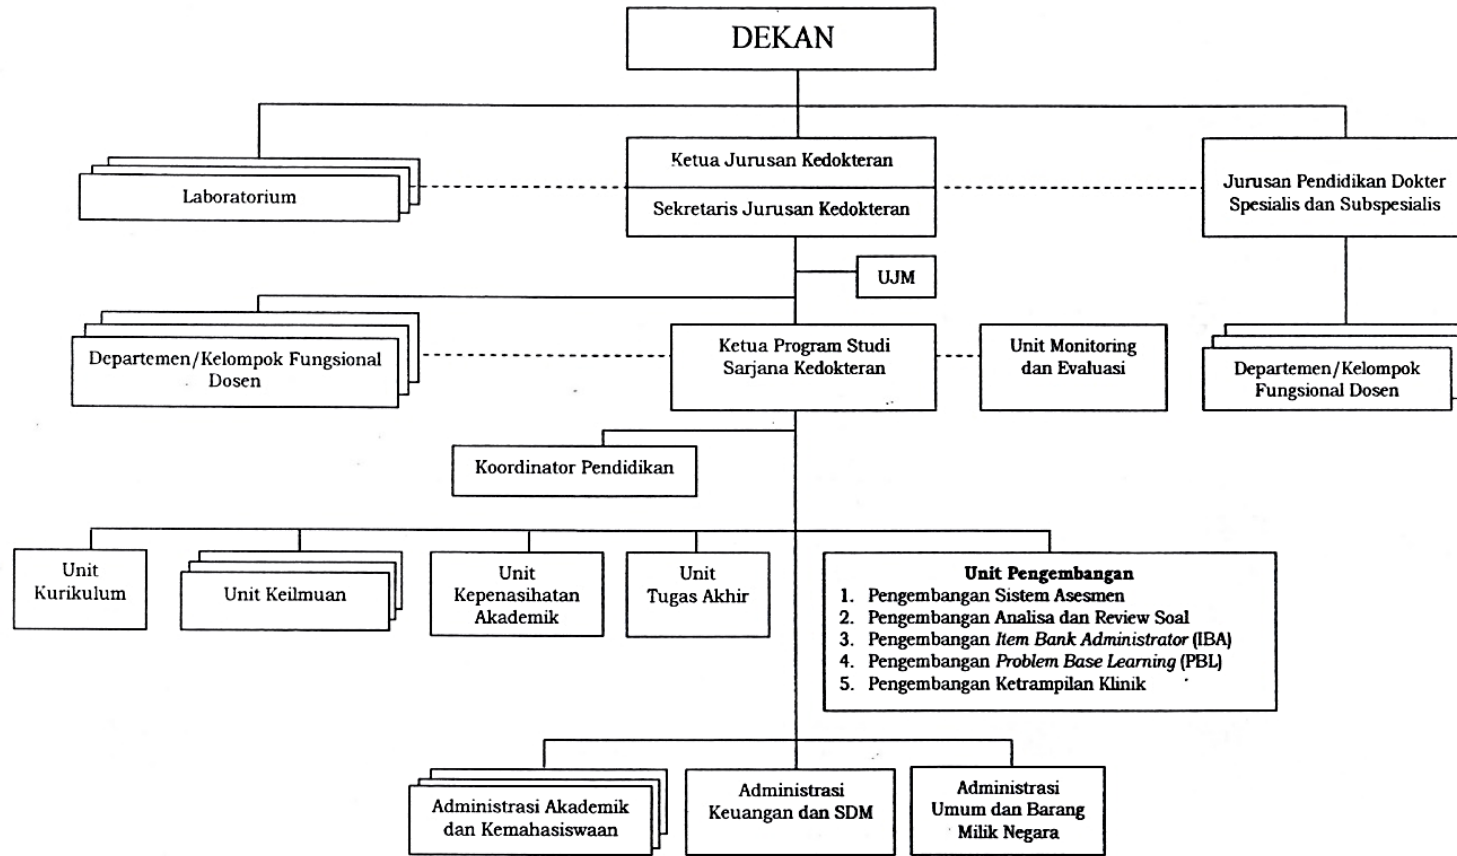 DEKAN
Ketua Jurusan Kedokteran
Sekretaris Jurusan Kedokteran
Laboratorium
Jurusan Pendidikan Dokter
Spesialis dan Subspesialis
UJM
Departemen/Kelompok Fungsional
Dosen
Ketua Program Studi
Sarjana Kedokteran
Unit Monitoring
dan Evaluasi
Departemen/Kelompok
Fungsional Dosen
Koordinator Pendidikan
Unit
Kurikulum
Unit Keilmuan
Unit
Kepenasihatan
Akademik
Unit
Tugas Akhir
Unit Pengembangan
1. Pengembangan Sistem Asesmen
2. Pengembangan Analisa dan Review Soal
3. Pengembangan Item Bank Administrator (IBA)
4. Pengembangan Problem Base Learning (PBL)
5. Pengembangan Ketrampilan Klinik
Administrasi Akademik
dan Kemahasiswaan
Administrasi
Keuangan dan SDM
Administrasi
Umum dan Barang
Milik Negara